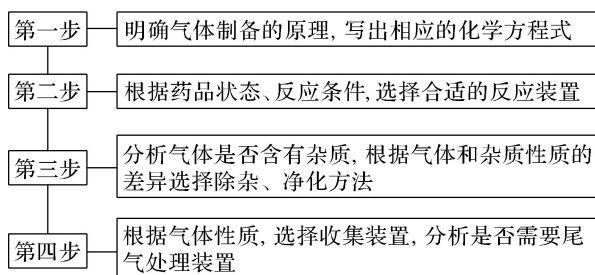 第一步
明确气体制备的原理,写出相应的化学方程式
第二步
根据药品状态、反应条件,选择合适的反应装置
第三步
分析气体是否含有杂质,根据气体和杂质性质的
差异选择除杂、净化方法
第四步
根据气体性质,选择收集装置,分析是否需要尾
气处理装置